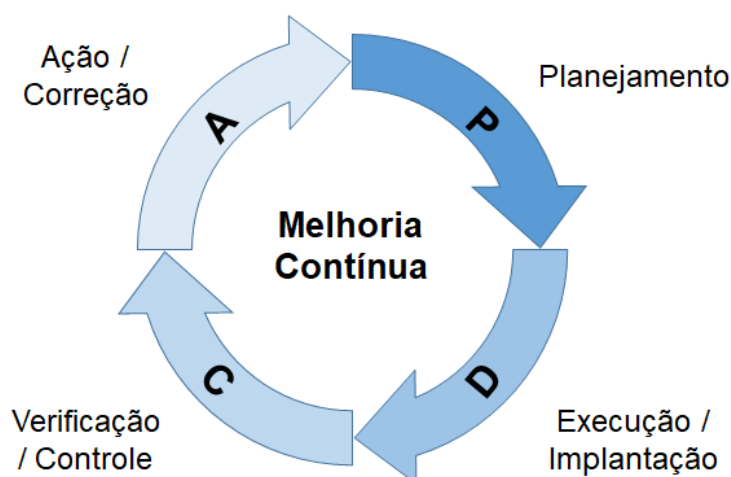 Ação /
Correção
A
P
Planejamento
Melhoria
Contínua
C
D
Verificação
/ Controle
Execução /
Implantação